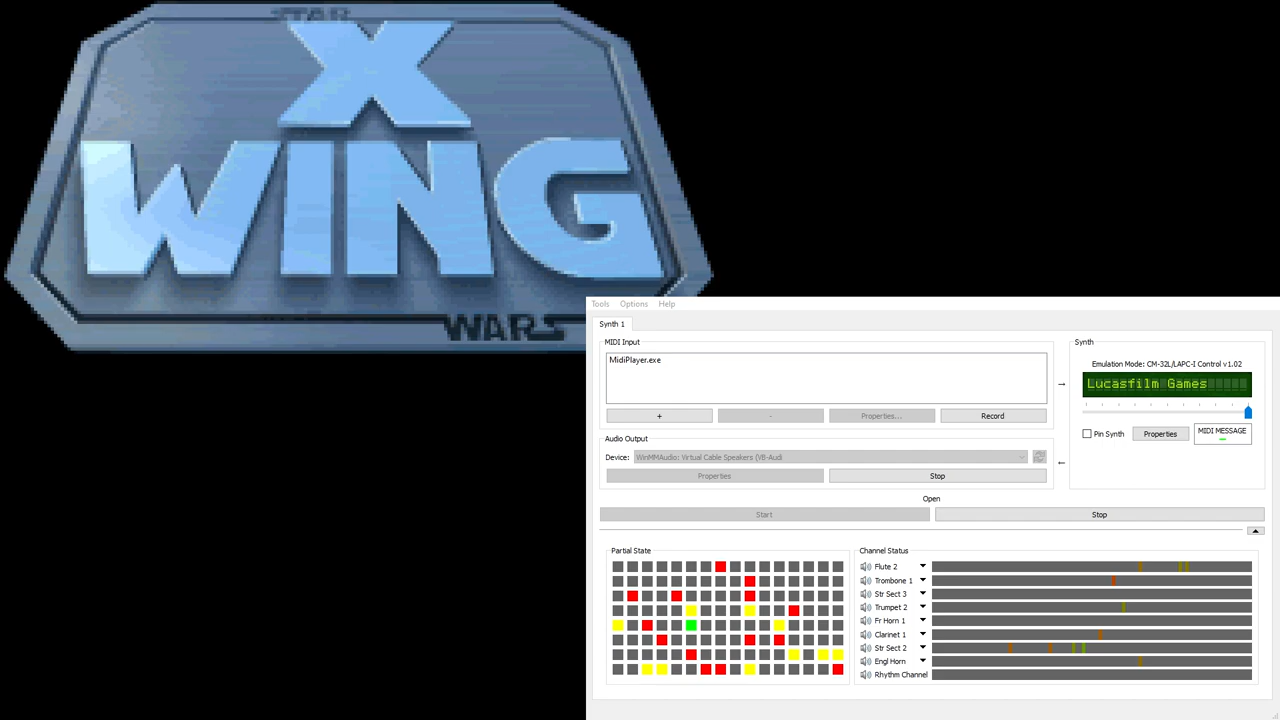 STAR
X
WING
WARS
Tools Options Help
Synth 1
MIDI Input
MidiPlayer.exe
+ - Properties... Record
Audio Output
Device: WinMMAudio: Virtual Cable Speakers (VB-Audi
Properties Stop
Synth
Emulation Mode: CM-32L/LAPC-I Control v1.02
Lucasfilm Games
Pin Synth Properties MIDI MESSAGE
Open
Start Stop
Partial State
Channel Status
Flute 2
Trombone 1
Str Sect 3
Trumpet 2
Fr Horn 1
Clarinet 1
Str Sect 2
Engl Horn
Rhythm Channel